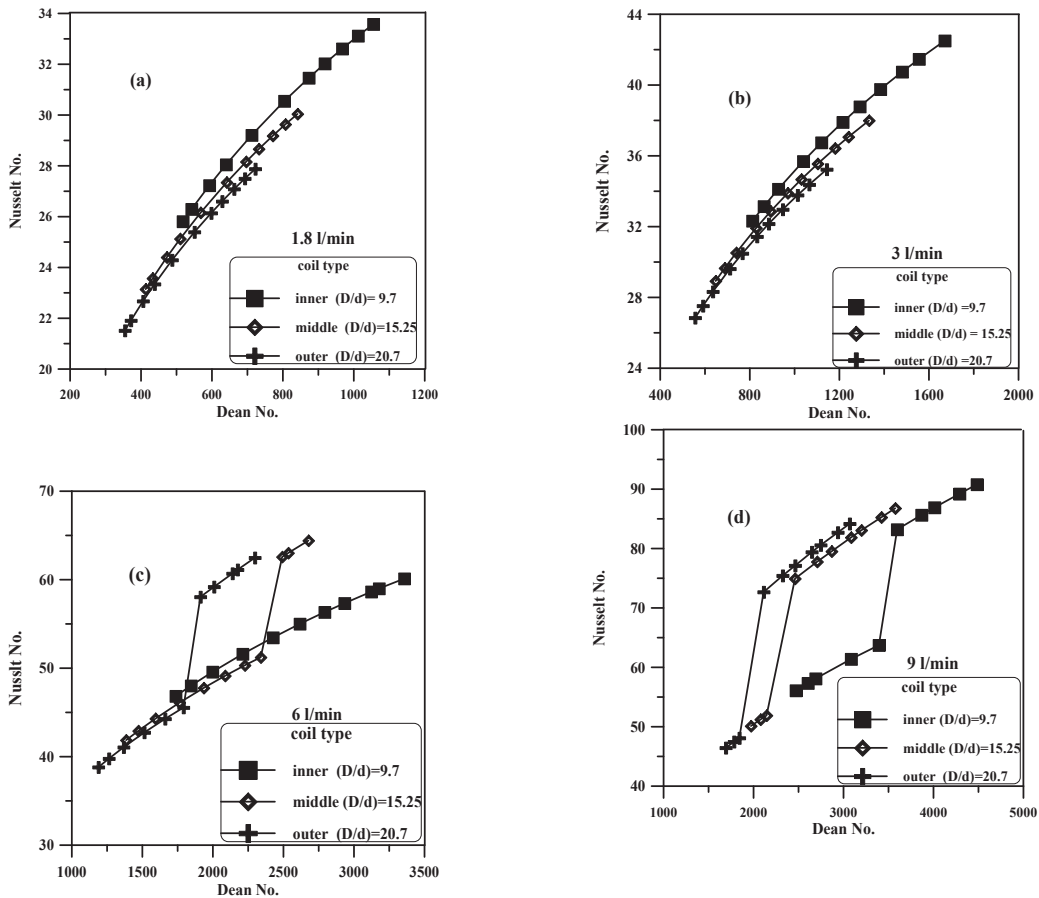 34
32
30
28
26
24
22
20
Nusselt No.
(a)
1.8 l/min
coil type
inner (D/d)= 9.7
middle (D/d)=15.25
outer (D/d)=20.7
200 400 600 800 1000 1200
Dean No.
44
40
36
32
28
24
Nusselt No.
(b)
3 l/min
coil type
inner (D/d) =9.7
middle (D/d) = 15.25
outer (D/d) =20.7
400 800 1200 1600 2000
Dean No.
70
60
50
40
30
Nusslt No.
(c)
6 l/min
coil type
inner (D/d)=9.7
middle (D/d)=15.25
outer (D/d)=20.7
1000 1500 2000 2500 3000 3500
Dean No.
100
90
80
70
60
50
40
Nusselt No.
(d)
9 l/min
coil type
inner (D/d)=9.7
middle (D/d)=15.25
outer (D/d)=20.7
1000 2000 3000 4000 5000
Dean No.